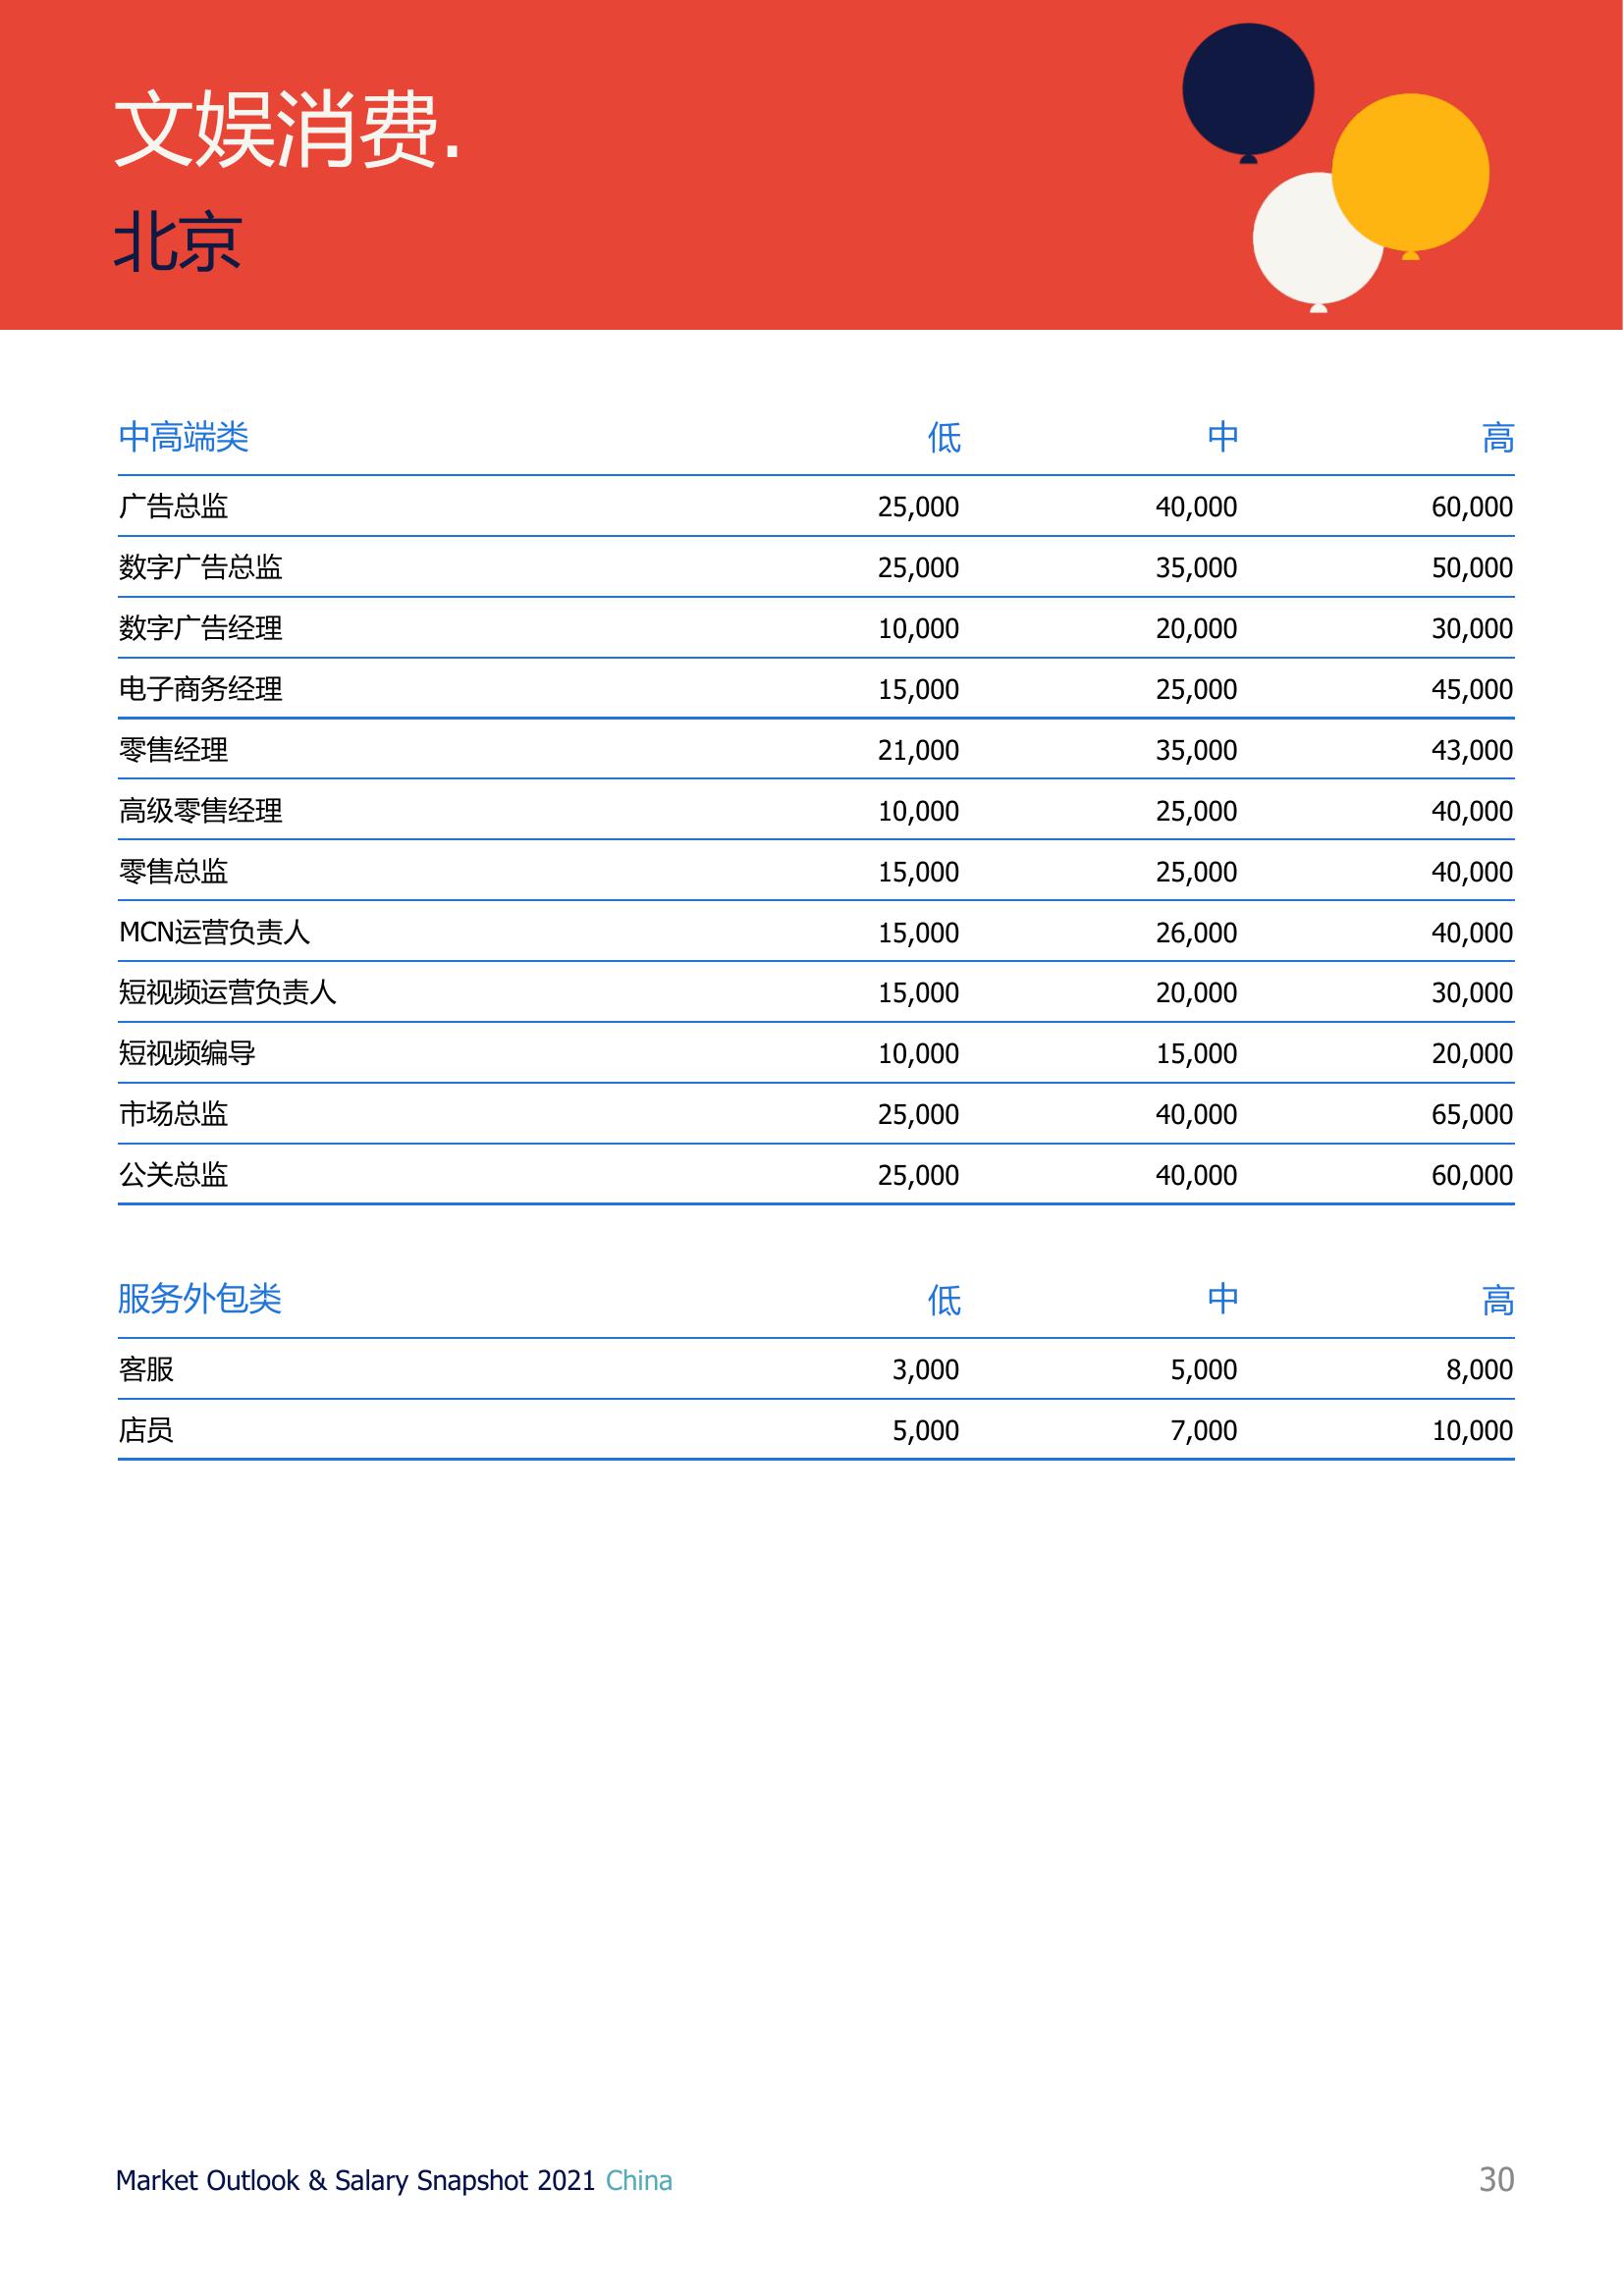 文娱消费.
北京
中高端类 低 中 高
广告总监 25,000 40,000 60,000
数字广告总监 25,000 35,000 50,000
数字广告经理 10,000 20,000 30,000
电子商务经理 15,000 25,000 45,000
零售经理 21,000 35,000 43,000
高级零售经理 10,000 25,000 40,000
零售总监 15,000 25,000 40,000
MCN运营负责人 15,000 26,000 40,000
短视频运营负责人 15,000 20,000 30,000
短视频编导 10,000 15,000 20,000
市场总监 25,000 40,000 65,000
公关总监 25,000 40,000 60,000
服务外包类 低 中 高
客服 3,000 5,000 8,000
店员 5,000 7,000 10,000
Market Outlook & Salary Snapshot 2021 China 30